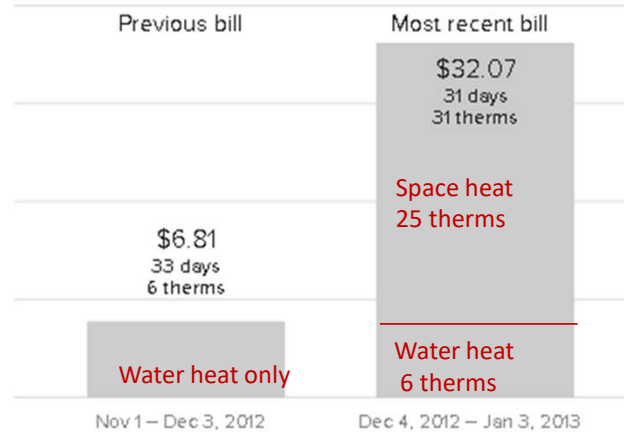 Previous bill
$6.81
33 days
6 therms
Water heat only
Nov 1 – Dec 3, 2012
Most recent bill
$32.07
31 days
31 therms
Space heat
25 therms
Water heat
6 therms
Dec 4, 2012 – Jan 3, 2013